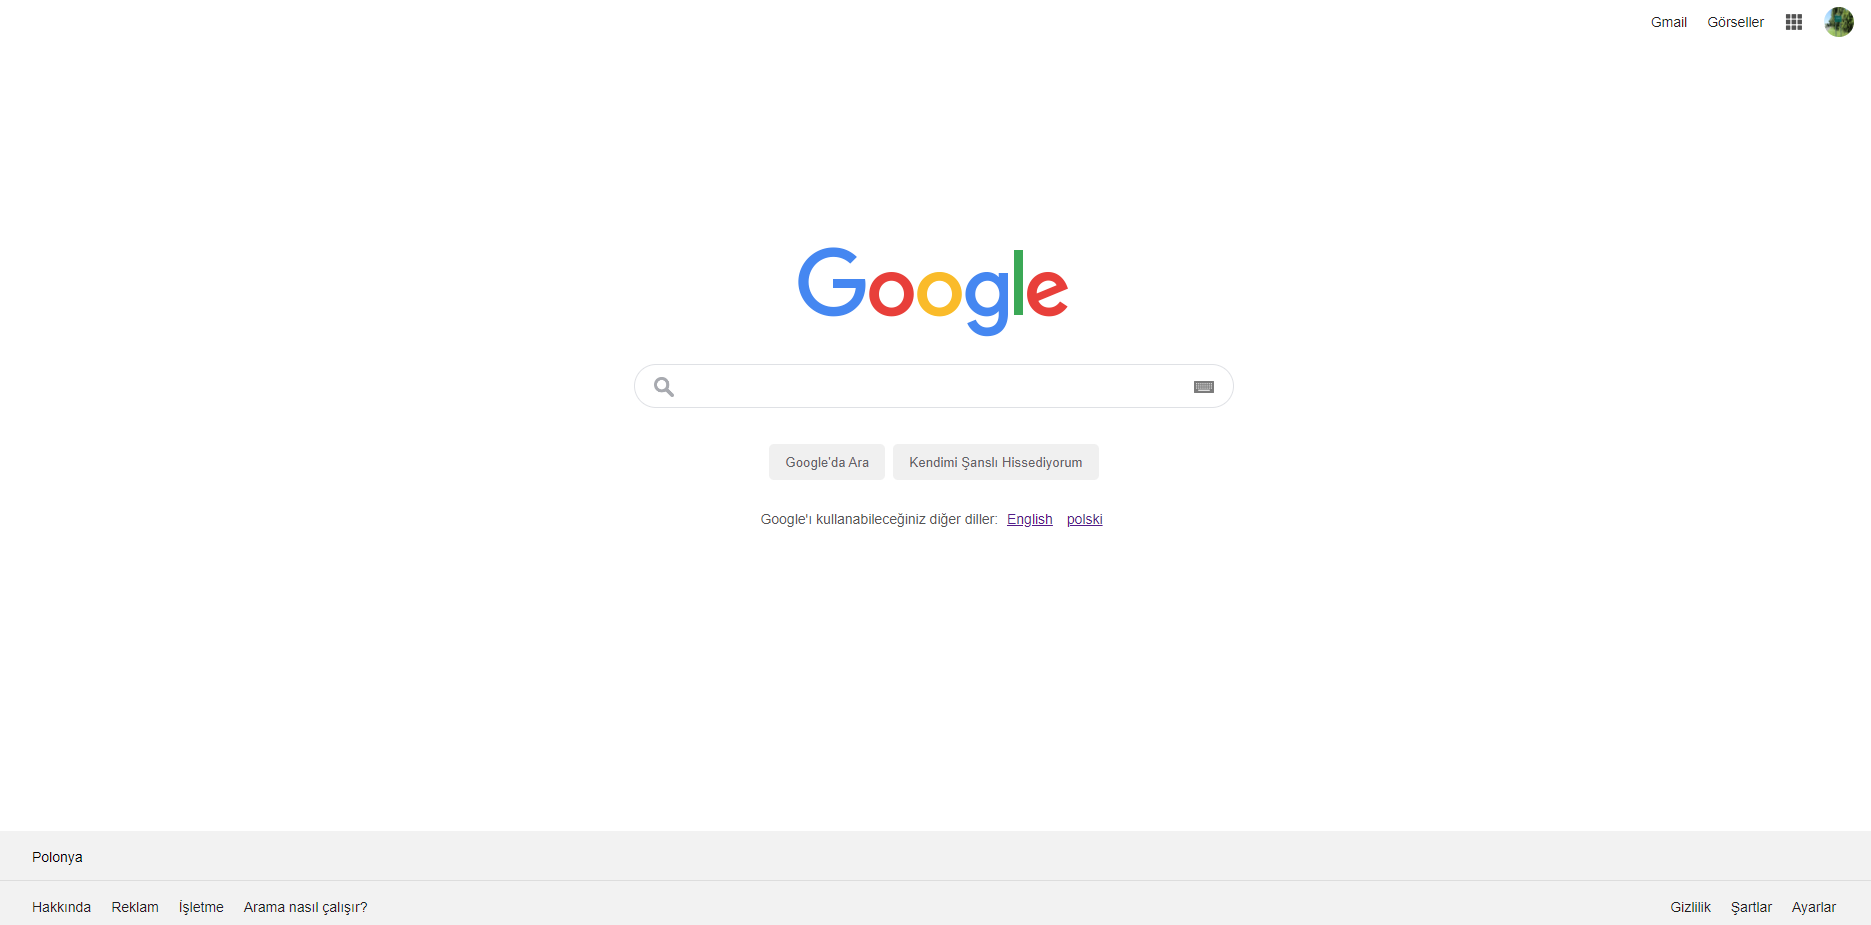 Gmail Görseller
Google
Google'da Ara Kendimi Şanslı Hissediyorum
Google'ı kullanabileceğiniz diğer diller: English polski
Polonya
Hakkında Reklam İşletme Arama nasıl çalışır? Gizlilik Şartlar Ayarlar